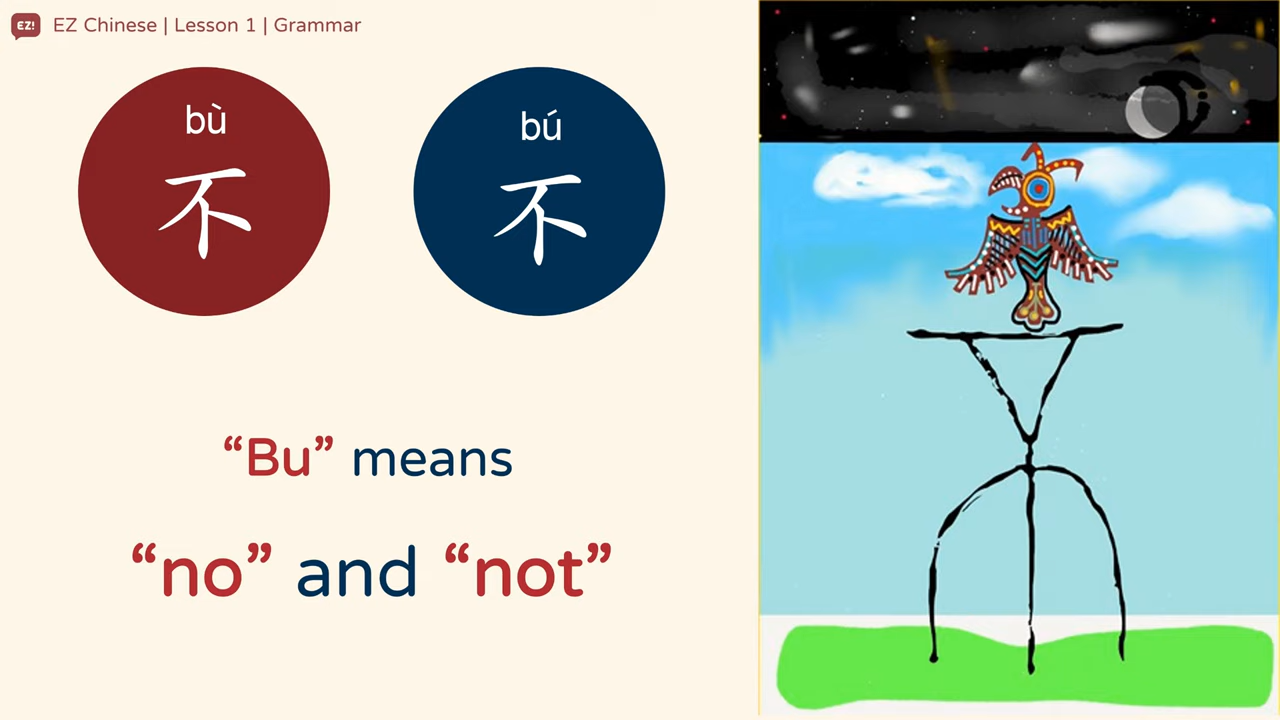 EZ! EZ Chinese | Lesson 1 | Grammar
bù
不
bú
不
“Bu” means
“no” and “not”